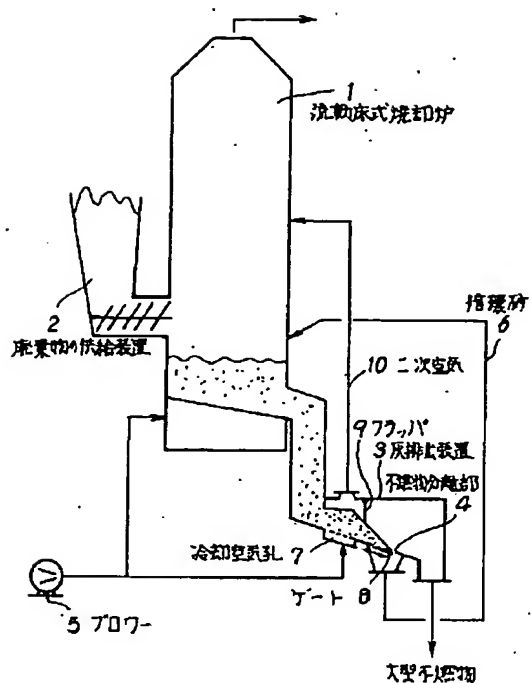 1
流動床式焼却炉
2
廃棄物の供給装置
循環砂
6
10 二次空気
9 フラッパ
3 灰排出装置
不燃物分離部
4
冷却空気孔 7
ゲート 8
5 ブロワー
大型不燃物